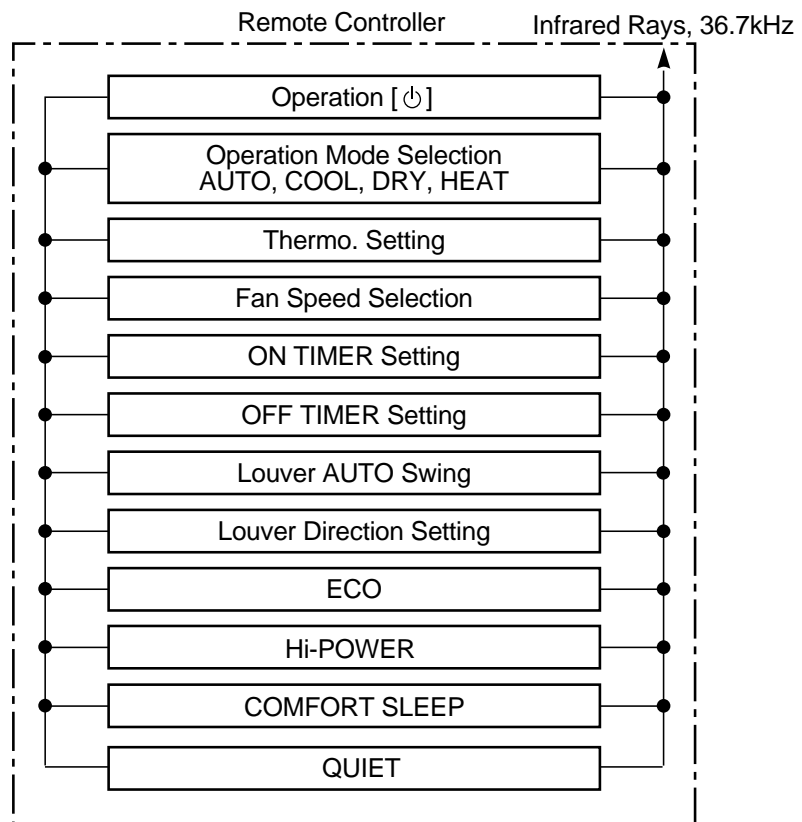 Remote Controller
Infrared Rays, 36.7kHz
Operation [⏻]
Operation Mode Selection
AUTO, COOL, DRY, HEAT
Thermo. Setting
Fan Speed Selection
ON TIMER Setting
OFF TIMER Setting
Louver AUTO Swing
Louver Direction Setting
ECO
Hi-POWER
COMFORT SLEEP
QUIET